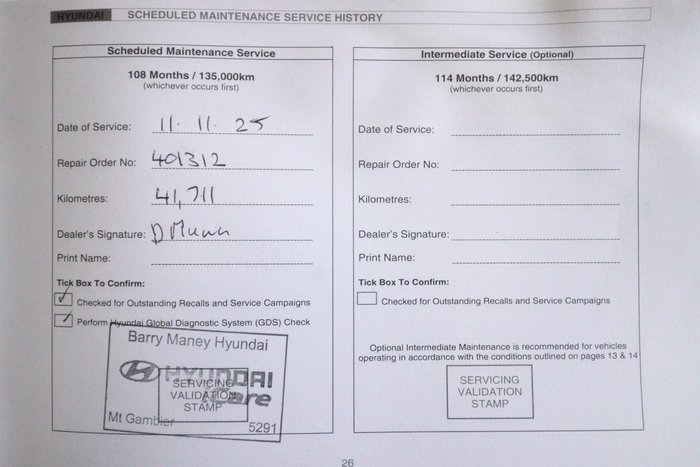 HYUNDAI SCHEDULED MAINTENANCE SERVICE HISTORY
Scheduled Maintenance Service
108 Months / 135,000km
(whichever occurs first)
Date of Service: 11.11.25
Repair Order No: 401312
Kilometres: 41,711
Dealer's Signature: D Munn
Print Name:
Tick Box To Confirm:
Checked for Outstanding Recalls and Service Campaigns
Perform Hyundai Global Diagnostic System (GDS) Check
Barry Maney Hyundai
HYUNDAI
iCare
Mt Gambier
5291
SERVICING
VALIDATION
STAMP
Intermediate Service (Optional)
114 Months / 142,500km
(whichever occurs first)
Date of Service:
Repair Order No:
Kilometres:
Dealer's Signature:
Print Name:
Tick Box To Confirm:
Checked for Outstanding Recalls and Service Campaigns
Optional Intermediate Maintenance is recommended for vehicles
operating in accordance with the conditions outlined on pages 13 & 14
SERVICING
VALIDATION
STAMP
26